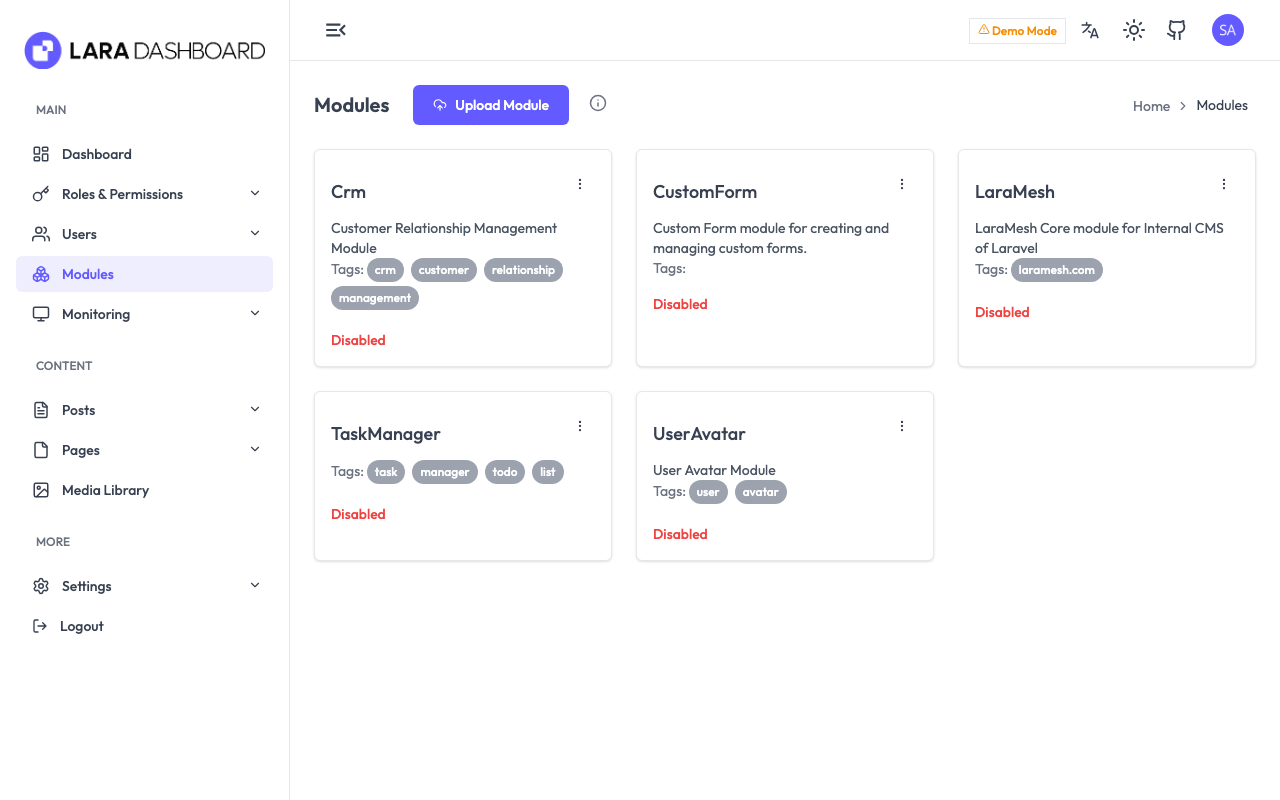 LARA DASHBOARD
MAIN
Dashboard
Roles & Permissions
Users
Modules
Monitoring
CONTENT
Posts
Pages
Media Library
MORE
Settings
Logout
Demo Mode
SA
Modules
Upload Module
Home
Modules
Crm
Customer Relationship Management
Module
Tags: crm customer relationship
management
Disabled
CustomForm
Custom Form module for creating and
managing custom forms.
Tags:
Disabled
LaraMesh
LaraMesh Core module for Internal CMS
of Laravel
Tags: laramesh.com
Disabled
TaskManager
Tags: task manager todo list
Disabled
UserAvatar
User Avatar Module
Tags: user avatar
Disabled